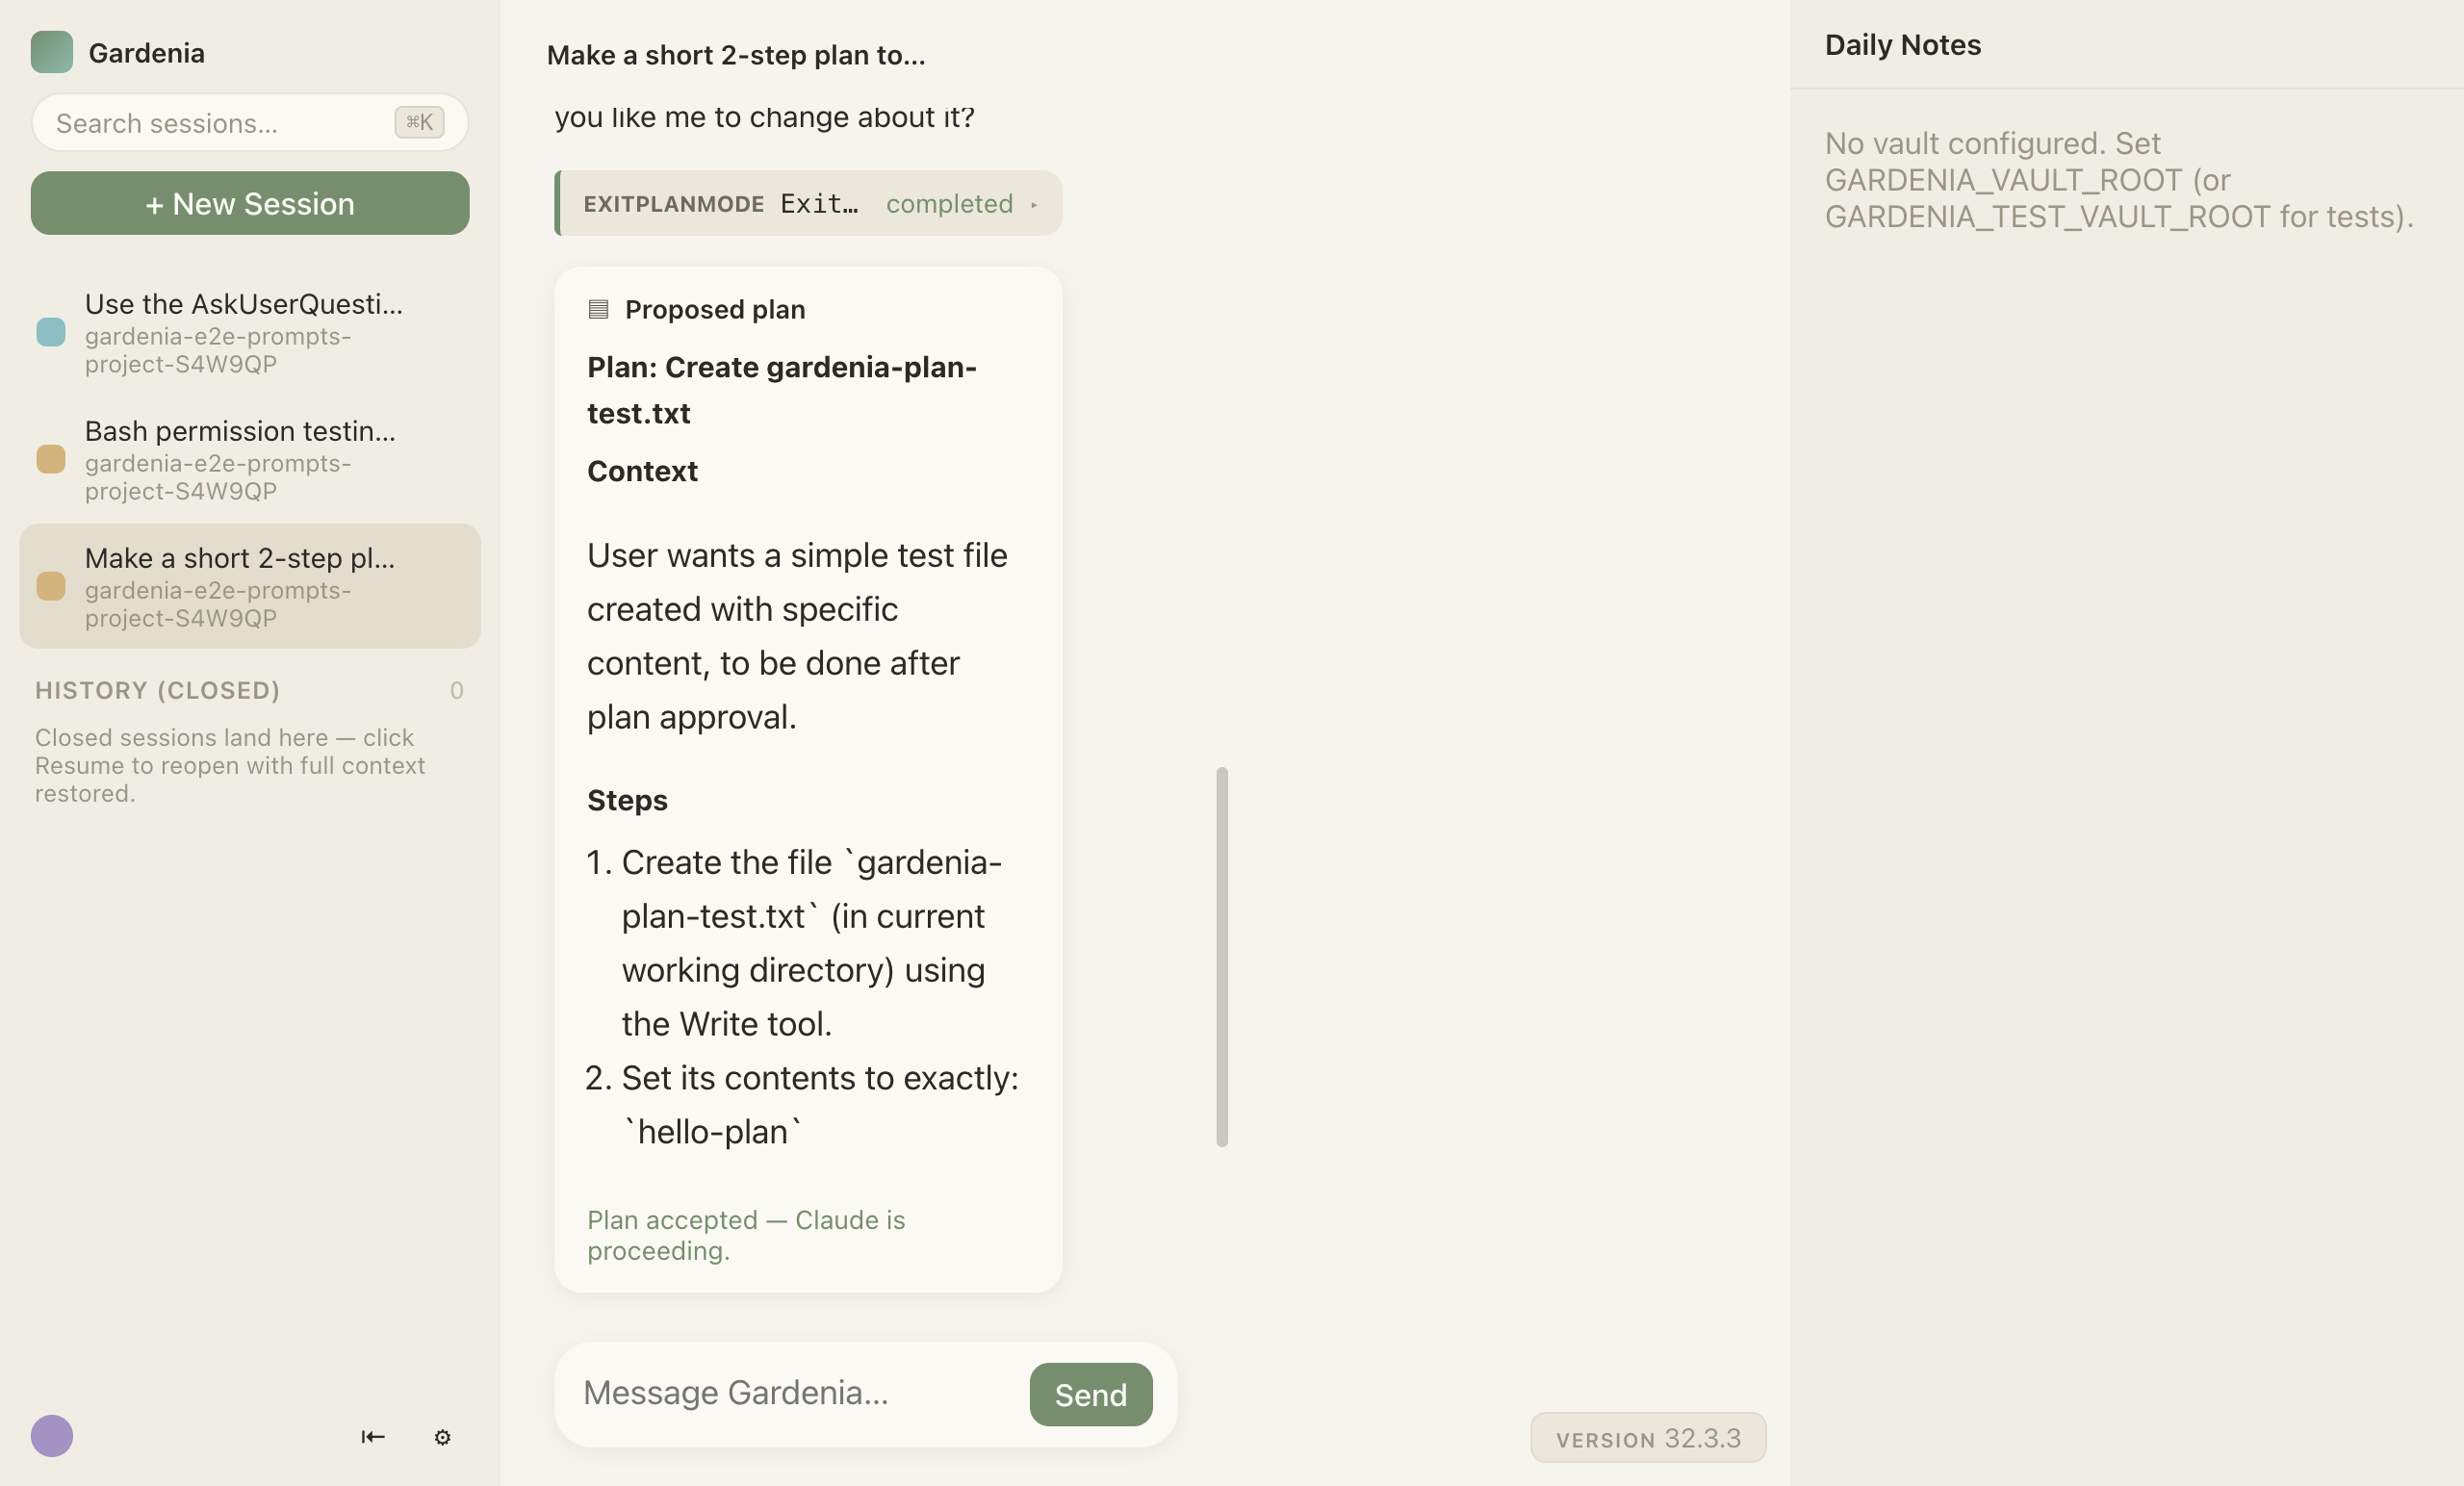 Gardenia
Search sessions...
⌘K
+ New Session
Use the AskUserQuesti...
gardenia-e2e-prompts-
project-S4W9QP
Bash permission testin...
gardenia-e2e-prompts-
project-S4W9QP
Make a short 2-step pl...
gardenia-e2e-prompts-
project-S4W9QP
HISTORY (CLOSED) 0
Closed sessions land here — click
Resume to reopen with full context
restored.
Make a short 2-step plan to...
you like me to change about it?
EXITPLANMODE Exit… completed ▸
Proposed plan
Plan: Create gardenia-plan-
test.txt
Context
User wants a simple test file
created with specific
content, to be done after
plan approval.
Steps
1. Create the file `gardenia-
plan-test.txt` (in current
working directory) using
the Write tool.
2. Set its contents to exactly:
`hello-plan`
Plan accepted — Claude is
proceeding.
Message Gardenia...
Send
VERSION 32.3.3
Daily Notes
No vault configured. Set
GARDENIA_VAULT_ROOT (or
GARDENIA_TEST_VAULT_ROOT for tests).